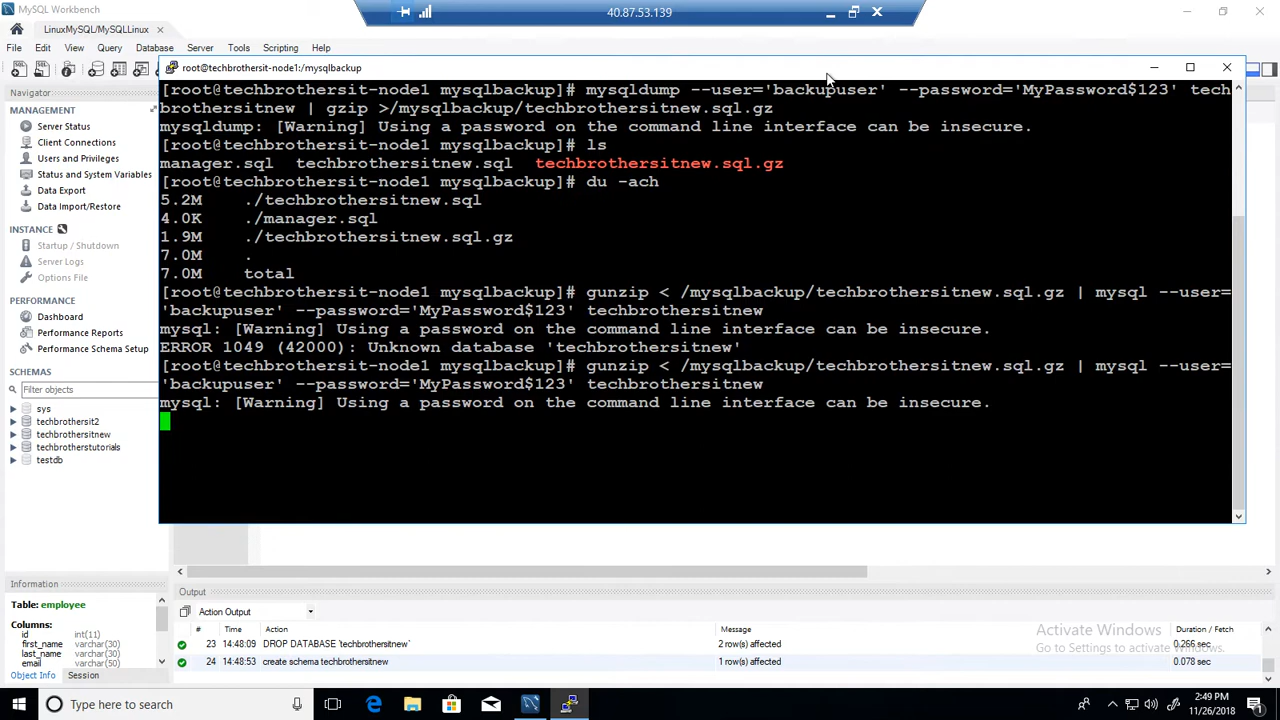 MySQL Workbench
40.87.53.139
LinuxMySQL/MySQLLinux
File Edit View Query Database Server Tools Scripting Help
root@techbrothersit-node1:/mysqlbackup
Navigator
MANAGEMENT
Server Status
Client Connections
Users and Privileges
Status and System Variables
Data Export
Data Import/Restore
INSTANCE
Startup / Shutdown
Server Logs
Options File
PERFORMANCE
Dashboard
Performance Reports
Performance Schema Setup
SCHEMAS
Filter objects
sys
techbrothersit2
techbrothersitnew
techbrotherstutorials
testdb
[root@techbrothersit-node1 mysqlbackup]# mysqldump --user='backupuser' --password='MyPassword$123' tech
brothersitnew | gzip >/mysqlbackup/techbrothersitnew.sql.gz
mysqldump: [Warning] Using a password on the command line interface can be insecure.
[root@techbrothersit-node1 mysqlbackup]# ls
manager.sql techbrothersitnew.sql techbrothersitnew.sql.gz
[root@techbrothersit-node1 mysqlbackup]# du -ach
5.2M ./techbrothersitnew.sql
4.0K ./manager.sql
1.9M ./techbrothersitnew.sql.gz
7.0M .
7.0M total
[root@techbrothersit-node1 mysqlbackup]# gunzip < /mysqlbackup/techbrothersitnew.sql.gz | mysql --user=
'backupuser' --password='MyPassword$123' techbrothersitnew
mysql: [Warning] Using a password on the command line interface can be insecure.
ERROR 1049 (42000): Unknown database 'techbrothersitnew'
[root@techbrothersit-node1 mysqlbackup]# gunzip < /mysqlbackup/techbrothersitnew.sql.gz | mysql --user=
'backupuser' --password='MyPassword$123' techbrothersitnew
mysql: [Warning] Using a password on the command line interface can be insecure.
Information
Table: employee
Columns:
id int(11)
first_name varchar(30)
last_name varchar(30)
email varchar(50)
Object Info Session
Output
Action Output
# Time Action Message Duration / Fetch
23 14:48:09 DROP DATABASE `techbrothersitnew` 2 row(s) affected 0.266 sec
24 14:48:53 create schema techbrothersitnew 1 row(s) affected 0.078 sec
Activate Windows
Go to Settings to activate Windows.
Type here to search
2:49 PM
11/26/2018
1